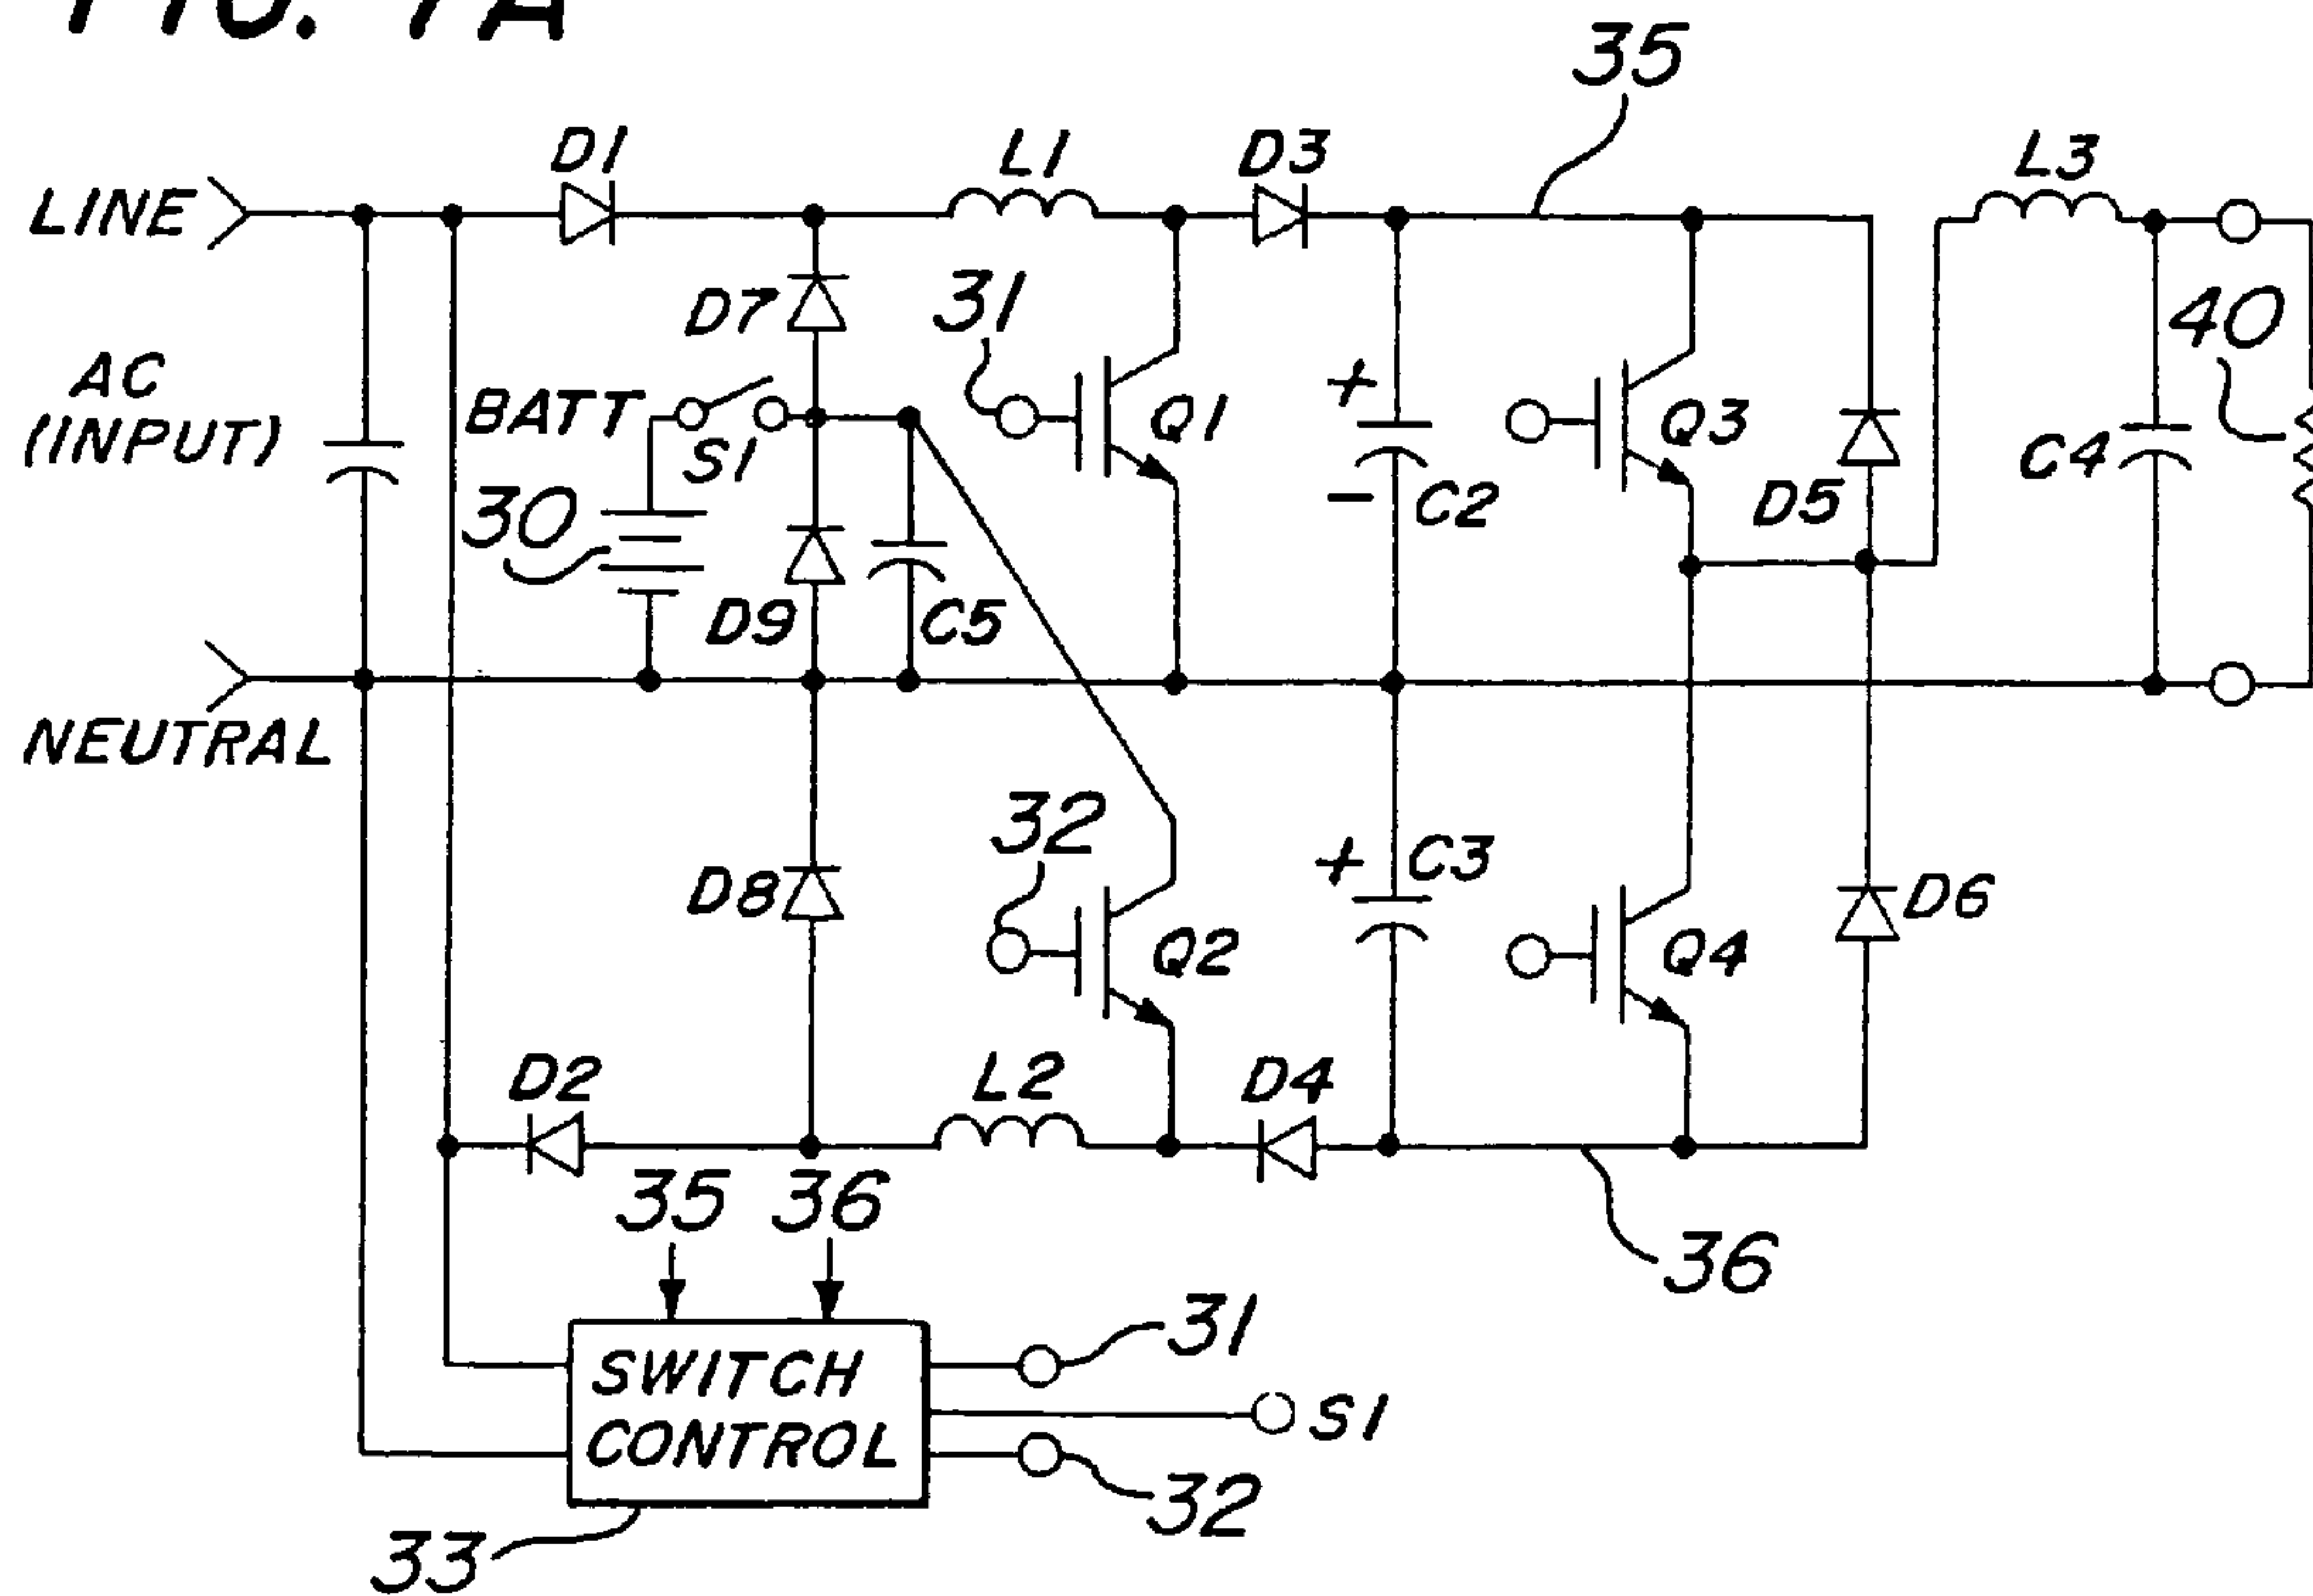 35
D1
L1
D3
L3
LINE
D7
31
40
AC
(INPUT)
BATT
S1
Q1
+
Q3
C4
30
-
C2
D5
D9
C5
NEUTRAL
32
+
C3
D8
Q2
Q4
D6
D2
L2
D4
35
36
36
31
SWITCH
CONTROL
S1
32
33